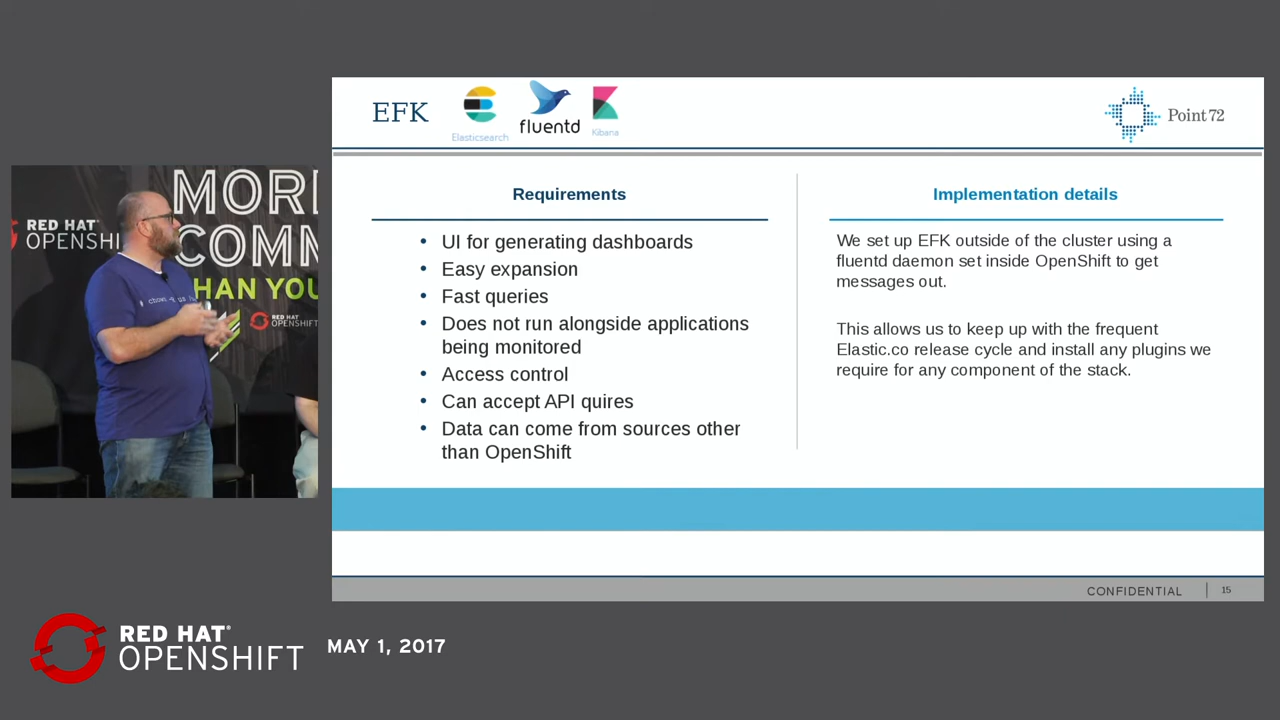 EFK
Elasticsearch
fluentd
Kibana
Point72
Requirements
• UI for generating dashboards
• Easy expansion
• Fast queries
• Does not run alongside applications
being monitored
• Access control
• Can accept API quires
• Data can come from sources other
than OpenShift
Implementation details
We set up EFK outside of the cluster using a
fluentd daemon set inside OpenShift to get
messages out.
This allows us to keep up with the frequent
Elastic.co release cycle and install any plugins we
require for any component of the stack.
CONFIDENTIAL
15
MOR
COMM
HAN YOU
RED HAT
OPENSHI
RED HAT
OPENSHIFT
RED HAT®
OPENSHIFT
MAY 1, 2017